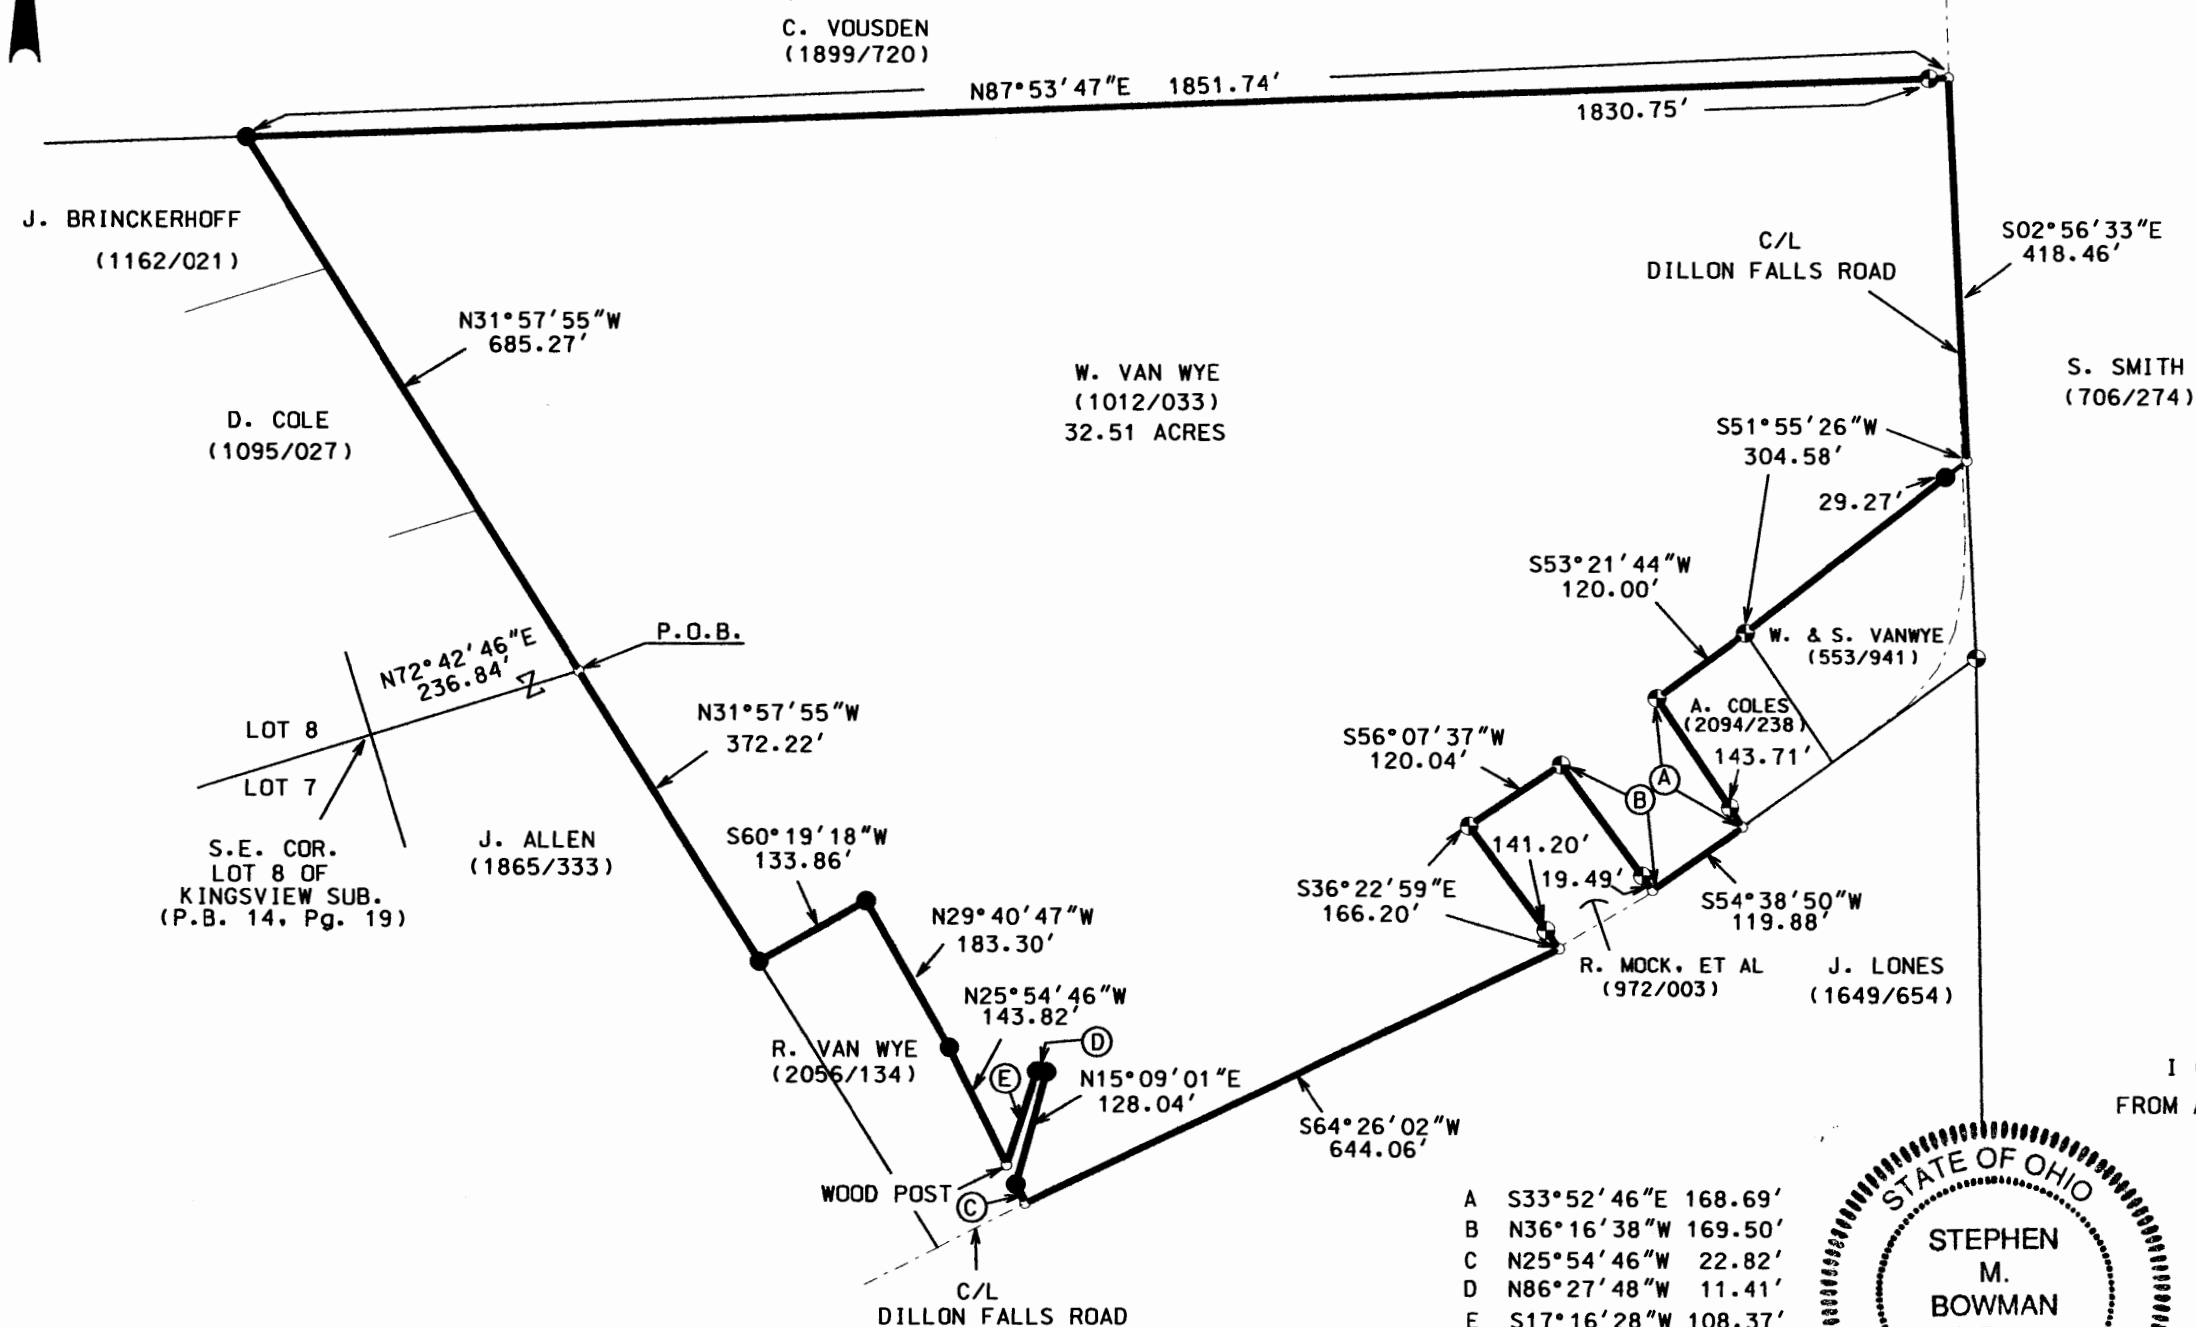 C. VOUSDEN
(1899/720)
N87°53'47"E 1851.74'
1830.75'
J. BRINCKERHOFF
(1162/021)
S02°56'33"E
418.46'
C/L
DILLON FALLS ROAD
N31°57'55"W
685.27'
W. VAN WYE
(1012/033)
32.51 ACRES
S. SMITH
(706/274)
D. COLE
(1095/027)
S51°55'26"W
304.58'
29.27'
S53°21'44"W
120.00'
P.O.B.
W. & S. VANWYE
(553/941)
N72°42'46"E
236.84'
N31°57'55"W
372.22'
A. COLES
(2094/238)
143.71'
LOT 8
LOT 7
S56°07'37"W
120.04'
A
B
S.E. COR.
LOT 8 OF
KINGSVIEW SUB.
(P.B. 14, Pg. 19)
J. ALLEN
(1865/333)
S60°19'18"W
133.86'
141.20'
19.49'
S36°22'59"E
166.20'
S54°38'50"W
119.88'
N29°40'47"W
183.30'
R. MOCK, ET AL
(972/003)
J. LONES
(1649/654)
N25°54'46"W
143.82'
D
R. VAN WYE
(2056/134)
E
N15°09'01"E
128.04'
I
FROM
S64°26'02"W
644.06'
WOOD POST
C
C/L
DILLON FALLS ROAD
A S33°52'46"E 168.69'
B N36°16'38"W 169.50'
C N25°54'46"W 22.82'
D N86°27'48"W 11.41'
E S17°16'28"W 108.37'
STATE OF OHIO
STEPHEN
M.
BOWMAN